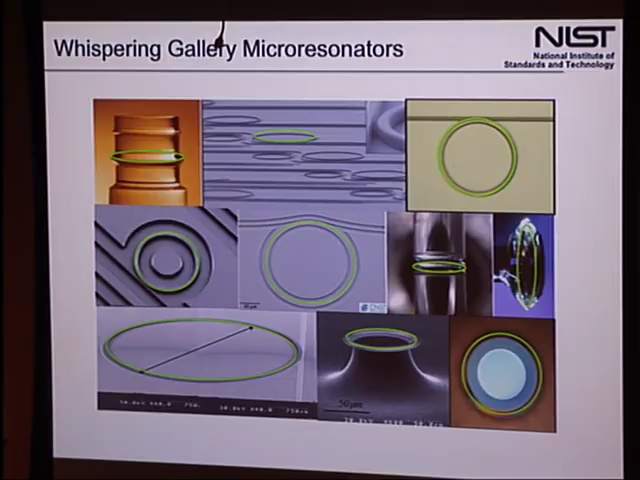 Whispering Gallery Microresonators
NIST
National Institute of
Standards and Technology
50µm